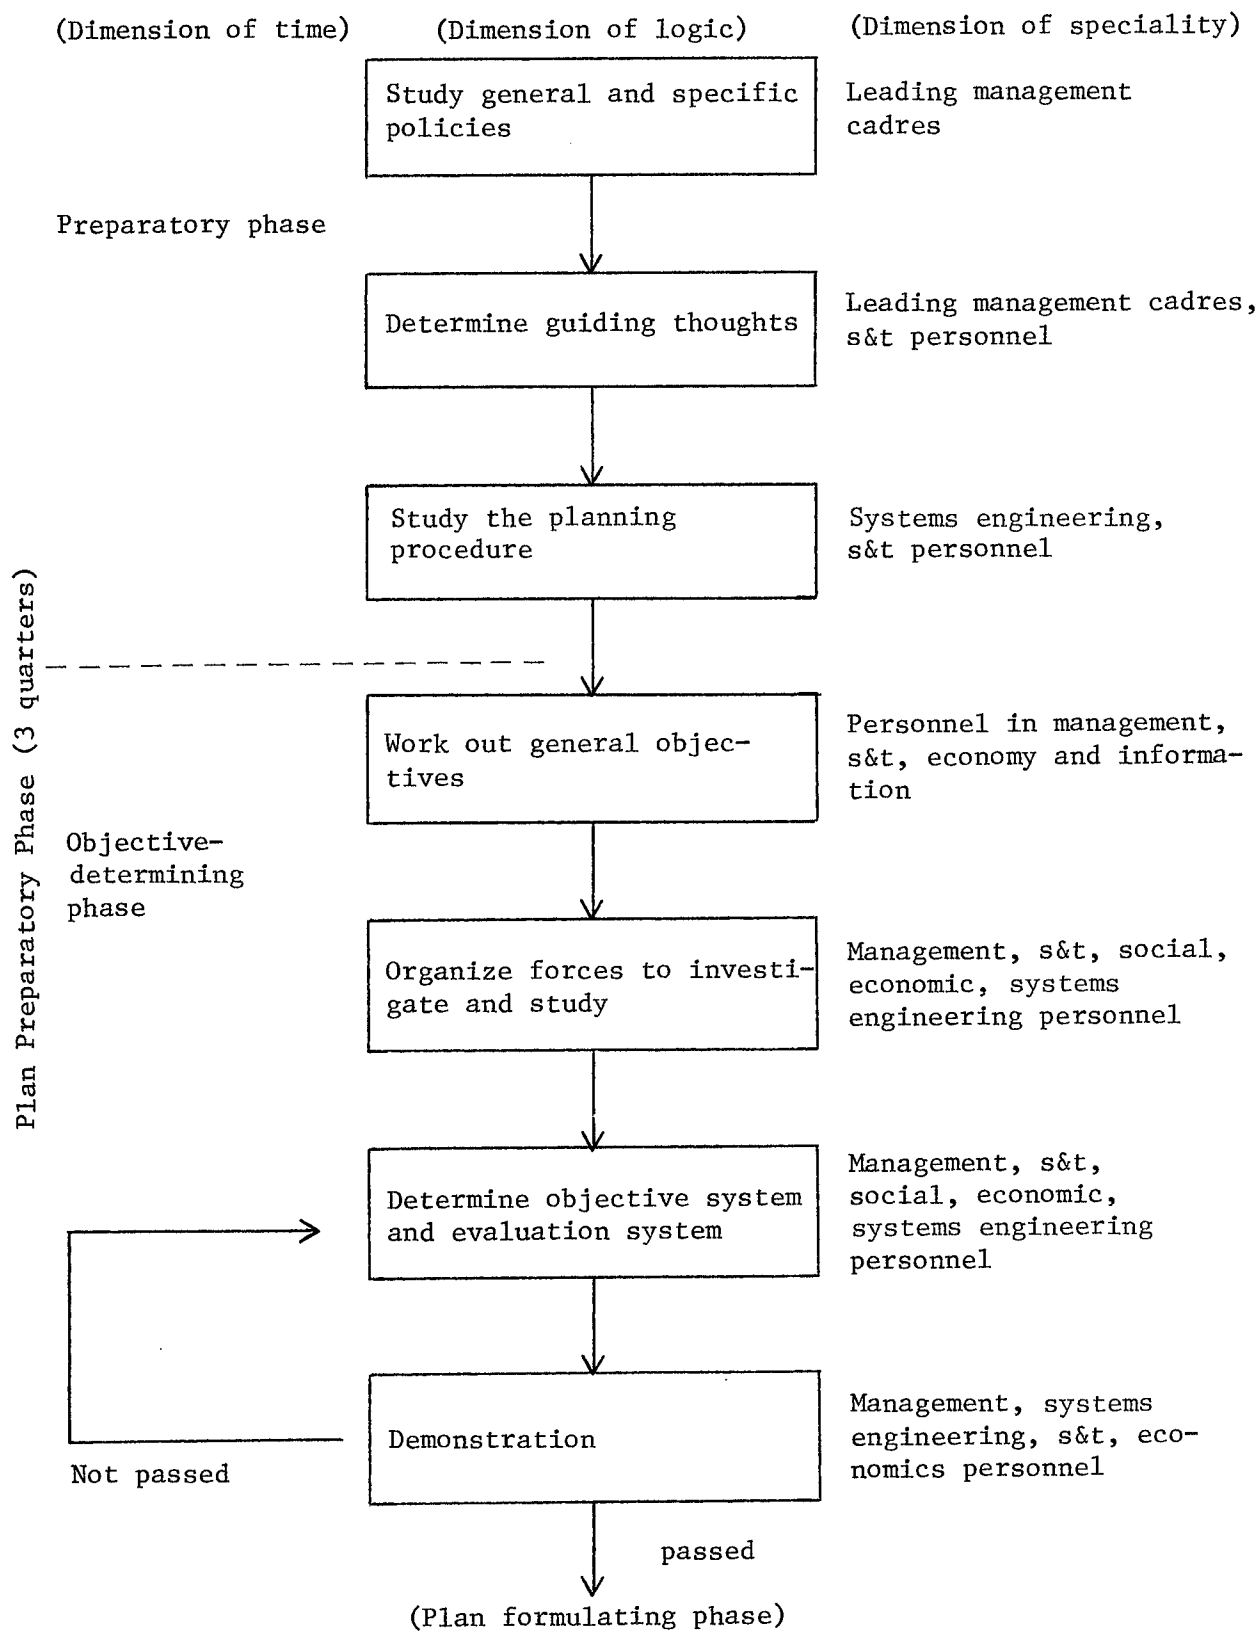 (Dimension of time)
(Dimension of logic)
(Dimension of speciality)
Study general and specific
policies
Leading management
cadres
Preparatory phase
Determine guiding thoughts
Leading management cadres,
s&t personnel
Study the planning
procedure
Systems engineering,
s&t personnel
Plan Preparatory Phase (3 quarters)
Work out general objec-
tives
Personnel in management,
s&t, economy and informa-
tion
Objective-
determining
phase
Organize forces to investi-
gate and study
Management, s&t, social,
economic, systems
engineering personnel
Determine objective system
and evaluation system
Management, s&t,
social, economic,
systems engineering
personnel
Demonstration
Management, systems
engineering, s&t, eco-
nomics personnel
Not passed
passed
(Plan formulating phase)